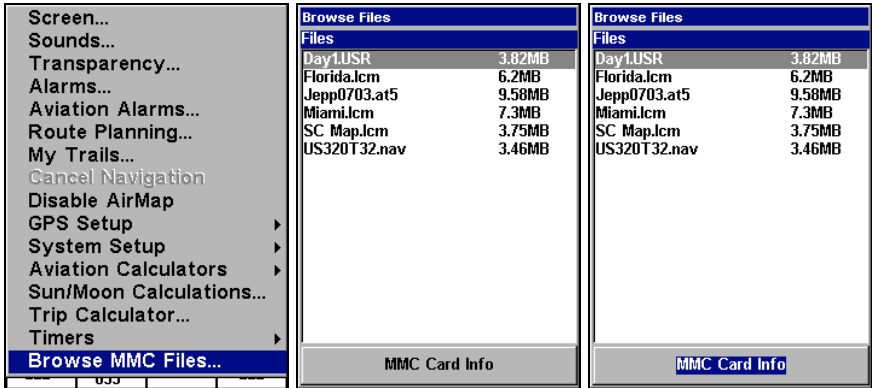 Screen...
Sounds...
Transparency...
Alarms...
Aviation Alarms...
Route Planning...
My Trails...
Cancel Navigation
Disable AirMap
GPS Setup
System Setup
Aviation Calculators
Sun/Moon Calculations...
Trip Calculator...
Timers
Browse MMC Files...
Browse Files
Files
Day1.USR 3.82MB
Florida.lcm 6.2MB
Jepp0703.at5 9.58MB
Miami.lcm 7.3MB
SC Map.lcm 3.75MB
US320T32.nav 3.46MB
MMC Card Info
Browse Files
Files
Day1.USR 3.82MB
Florida.lcm 6.2MB
Jepp0703.at5 9.58MB
Miami.lcm 7.3MB
SC Map.lcm 3.75MB
US320T32.nav 3.46MB
MMC Card Info